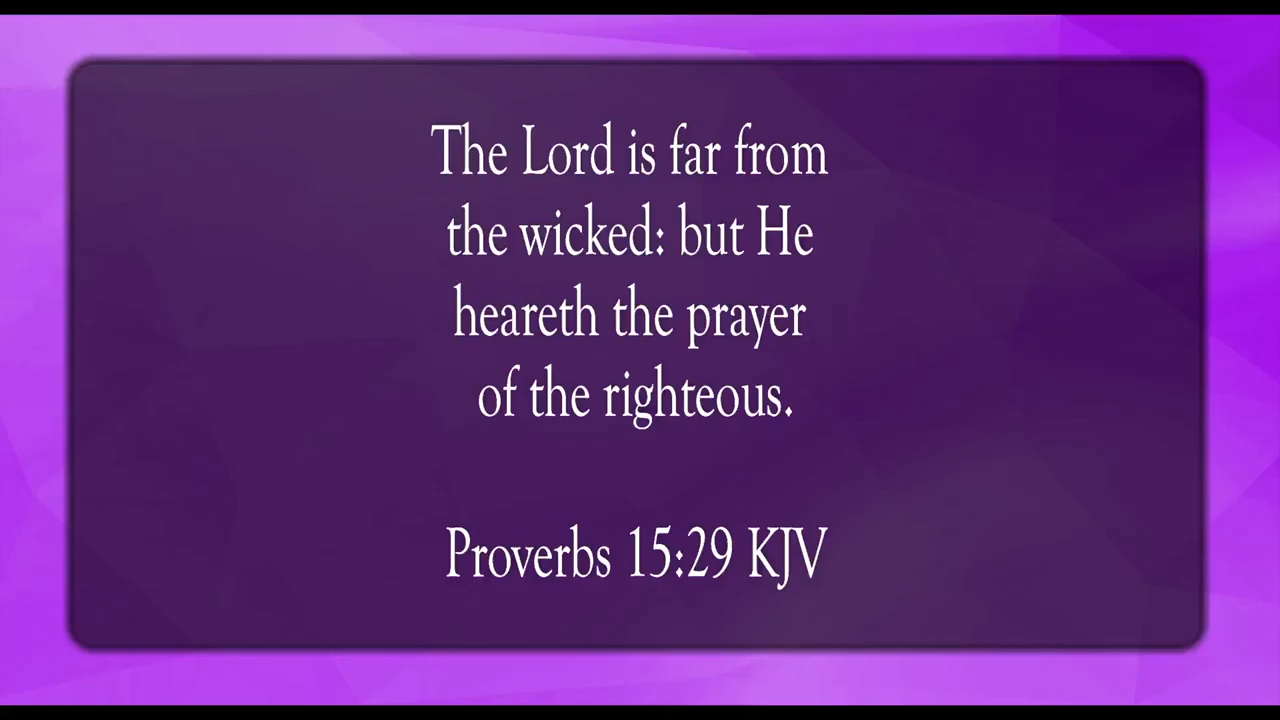 The Lord is far from
the wicked: but He
heareth the prayer
of the righteous.
Proverbs 15:29 KJV